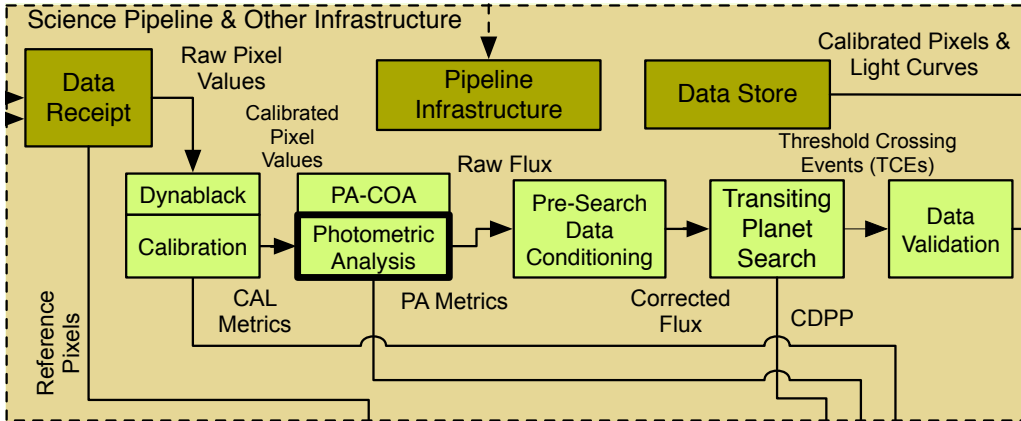 Science Pipeline & Other Infrastructure
Raw Pixel
Values
Data
Receipt
Pipeline
Infrastructure
Data Store
Calibrated Pixels &
Light Curves
Calibrated
Pixel
Values
Raw Flux
Threshold Crossing
Events (TCEs)
Dynablack
Calibration
PA-COA
Photometric
Analysis
Pre-Search
Data
Conditioning
Transiting
Planet
Search
Data
Validation
CAL
Metrics
PA Metrics
Corrected
Flux
CDPP
Reference
Pixels